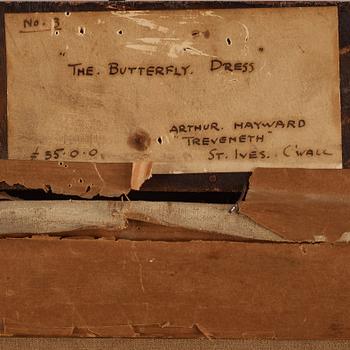 No. 3
"THE. BUTTERFLY. DRESS"
ARTHUR. HAYWARD
"TREVENETH"
£35.0.0. ST. IVES. C'WALL